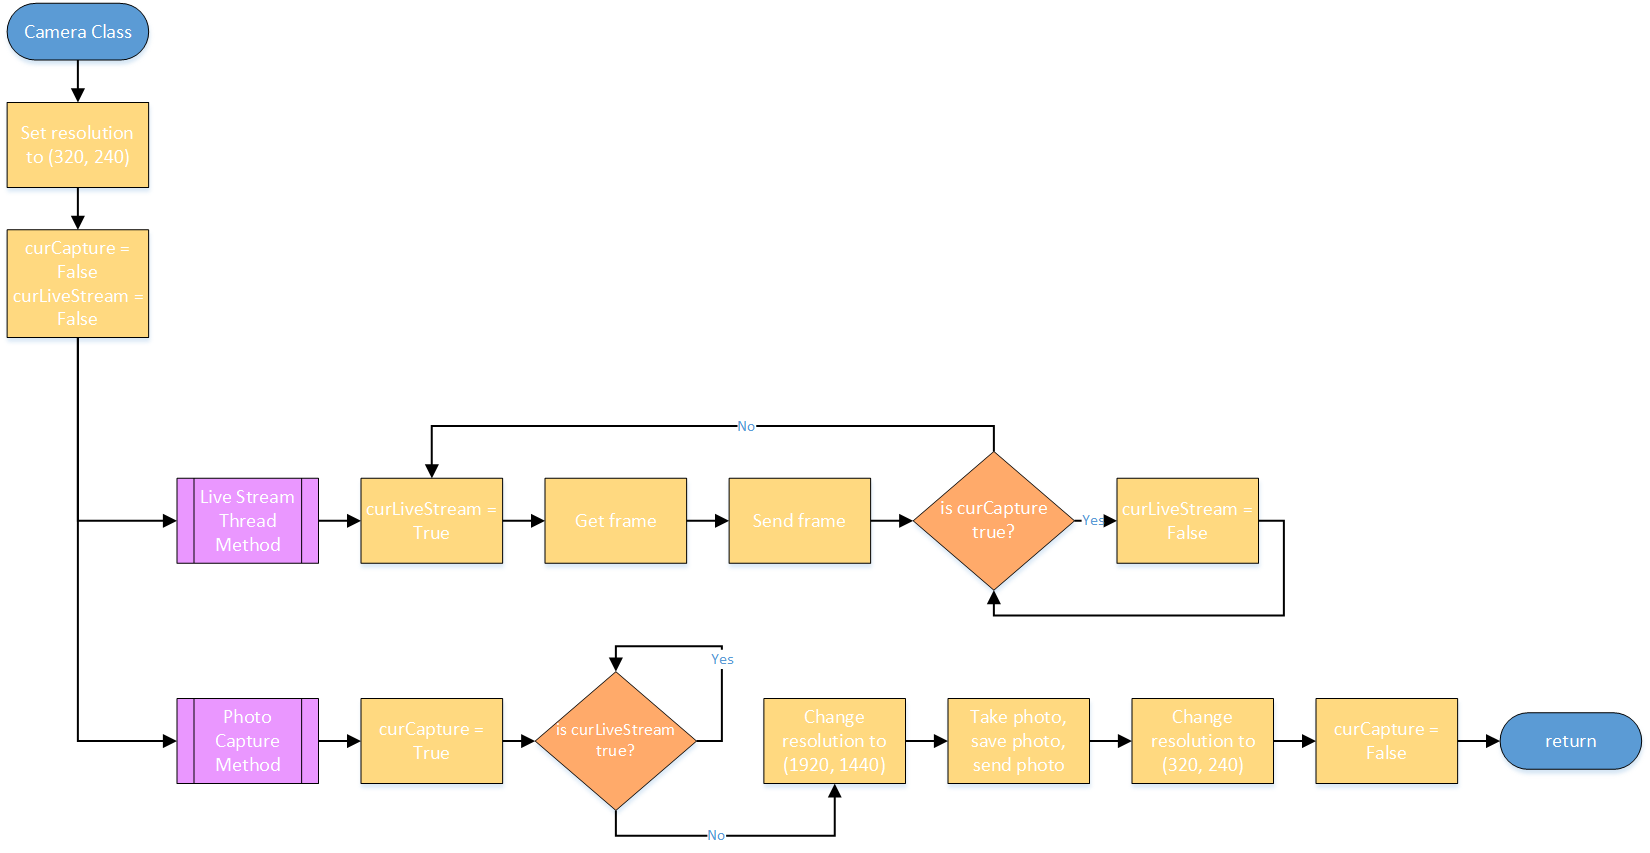 Camera Class
Set resolution
to (320, 240)
curCapture =
False
curLiveStream =
False
No
Live Stream
Thread
Method
curLiveStream =
True
Get frame
Send frame
is curCapture
true?
Yes
curLiveStream =
False
Yes
Photo
Capture
Method
curCapture =
True
is curLiveStream
true?
Change
resolution to
(1920, 1440)
Take photo,
save photo,
send photo
Change
resolution to
(320, 240)
curCapture =
False
return
No